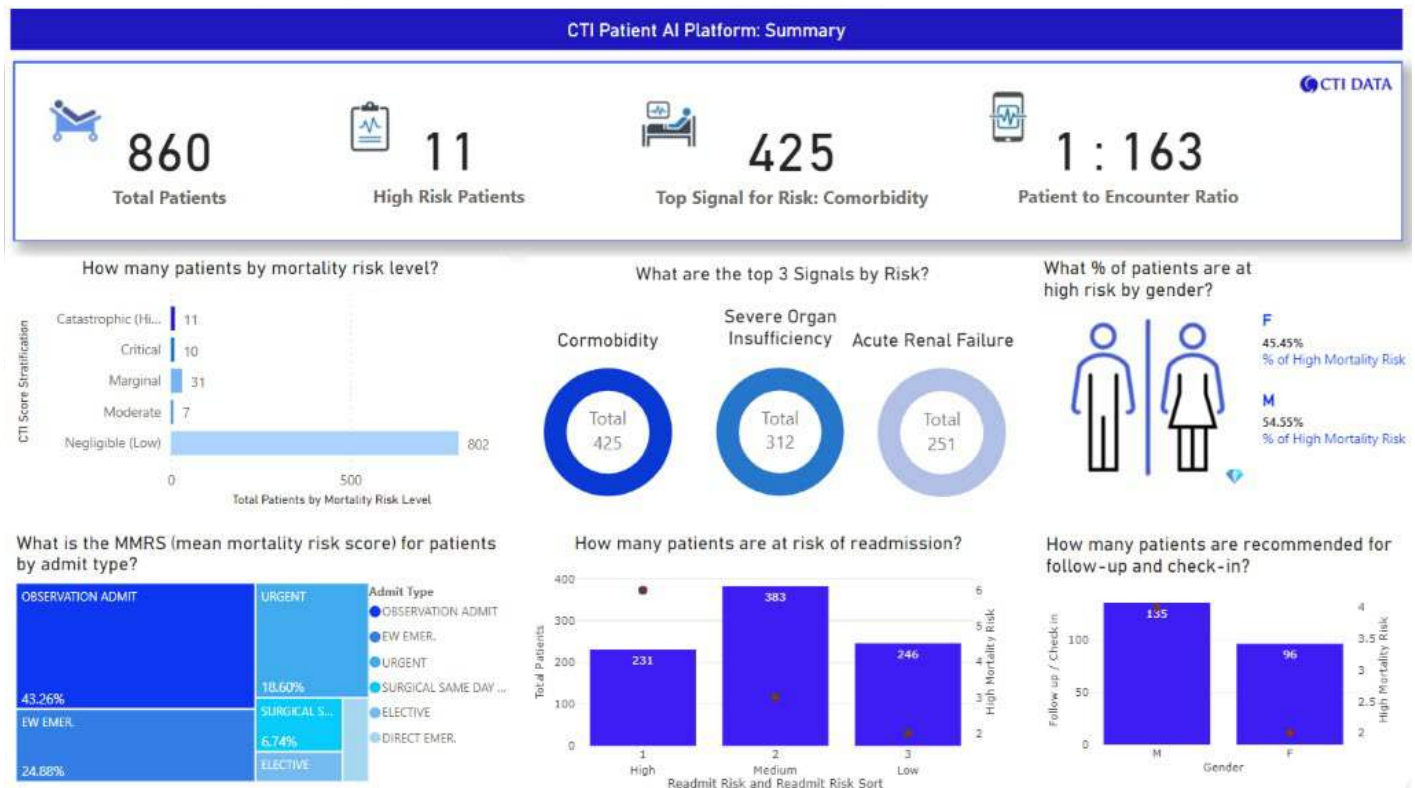 CTI Patient AI Platform: Summary
CTI DATA
860
Total Patients
11
High Risk Patients
425
Top Signal for Risk: Comorbidity
1 : 163
Patient to Encounter Ratio
How many patients by mortality risk level?
CTI Score Stratification
Catastrophic (Hi... 11
Critical 10
Marginal 31
Moderate 7
Negligible (Low) 802
0 500
Total Patients by Mortality Risk Level
What are the top 3 Signals by Risk?
Cormobidity
Total
425
Severe Organ
Insufficiency
Total
312
Acute Renal Failure
Total
251
What % of patients are at
high risk by gender?
F
45.45%
% of High Mortality Risk
M
54.55%
% of High Mortality Risk
What is the MMRS (mean mortality risk score) for patients
by admit type?
OBSERVATION ADMIT
43.26%
EW EMER.
24.88%
URGENT
18.60%
SURGICAL S...
6.74%
ELECTIVE
Admit Type
OBSERVATION ADMIT
EW EMER.
URGENT
SURGICAL SAME DAY ...
ELECTIVE
DIRECT EMER.
How many patients are at risk of readmission?
Total Patients
400
300
200
100
0
231
383
246
6
5
4
3
2
High Mortality Risk
1 2 3
High Medium Low
Readmit Risk and Readmit Risk Sort
How many patients are recommended for
follow-up and check-in?
Follow up / Check in
100
50
0
135
96
4
3.5
3
2.5
2
High Mortality Risk
M F
Gender